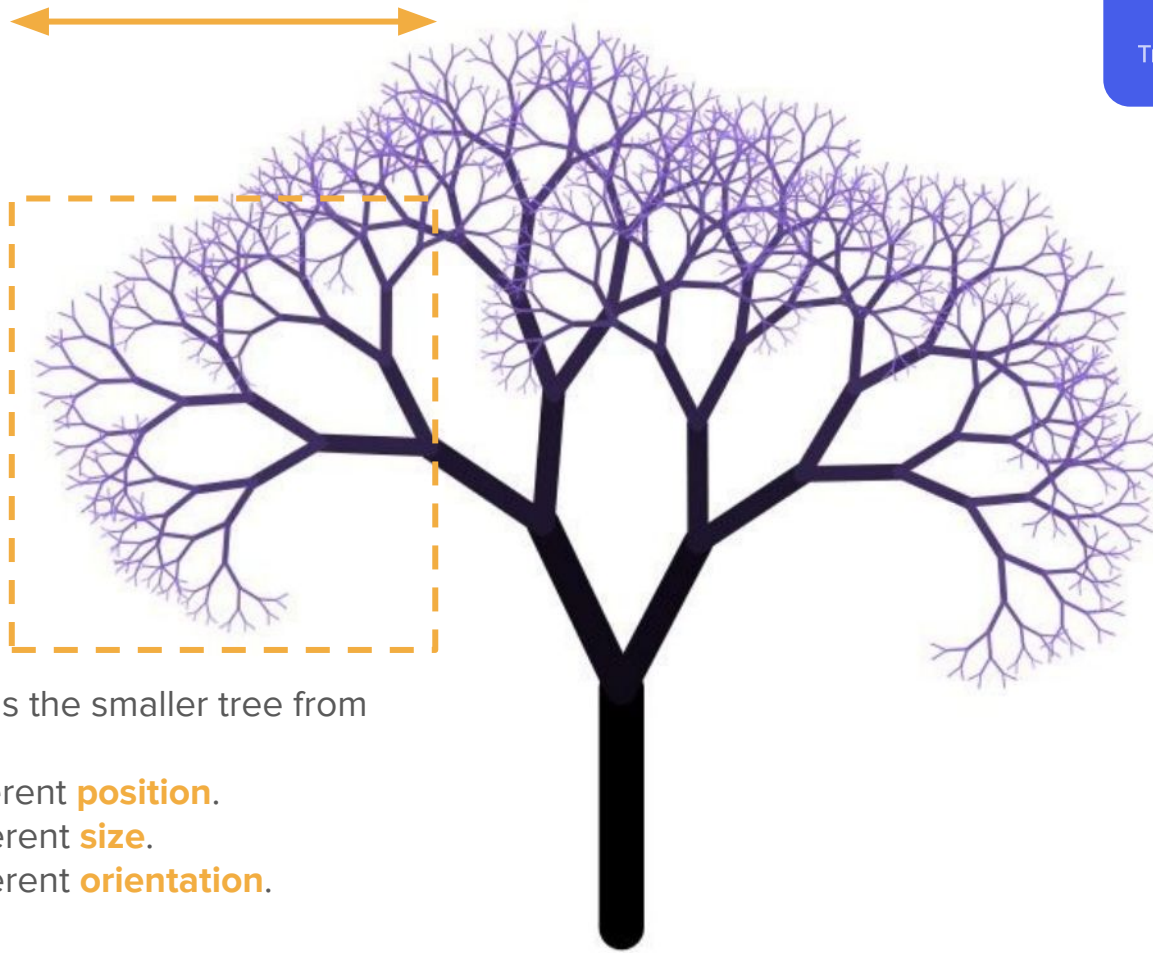 s the smaller tree from
erent position.
erent size.
erent orientation.